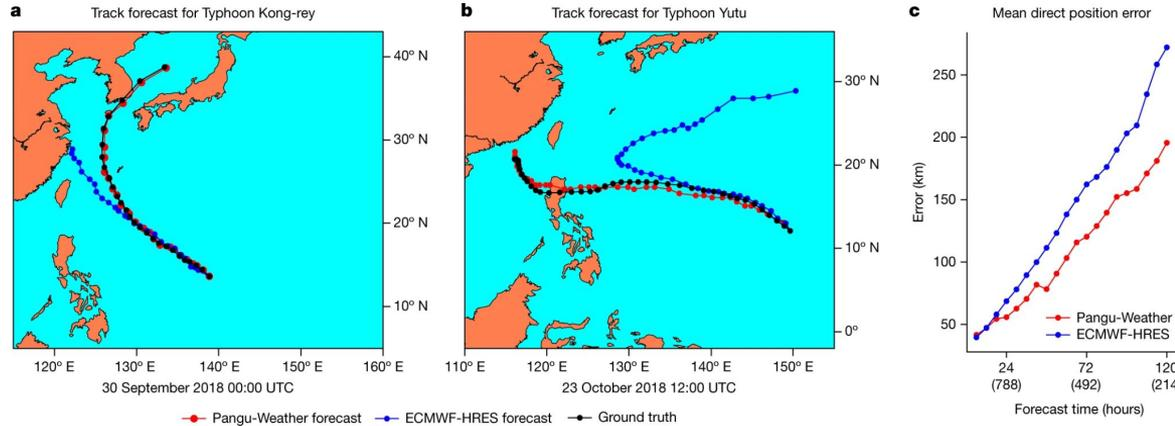 a
Track forecast for Typhoon Kong-rey
40° N
30° N
20° N
10° N
120° E
130° E
140° E
150° E
160° E
30 September 2018 00:00 UTC
b
Track forecast for Typhoon Yutu
30° N
20° N
10° N
0°
110° E
120° E
130° E
140° E
150° E
23 October 2018 12:00 UTC
Pangu-Weather forecast
ECMWF-HRES forecast
Ground truth
c
Mean direct position error
Error (km)
250
200
150
100
50
Pangu-Weather
ECMWF-HRES
24
72
120
(788)
(492)
(214
Forecast time (hours)